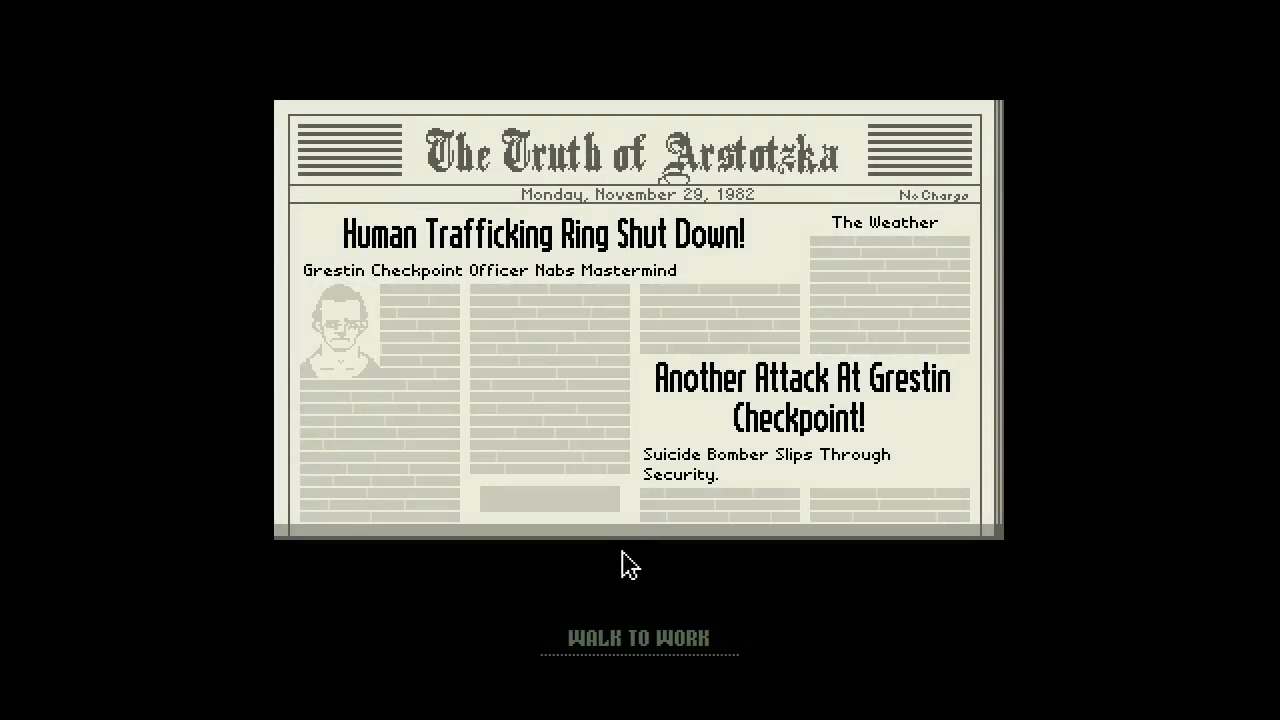 The Truth of Arstotzka
Monday, November 29, 1982
No Charge
Human Trafficking Ring Shut Down!
Grestin Checkpoint Officer Nabs Mastermind
The Weather
Another Attack At Grestin
Checkpoint!
Suicide Bomber Slips Through
Security.
WALK TO WORK